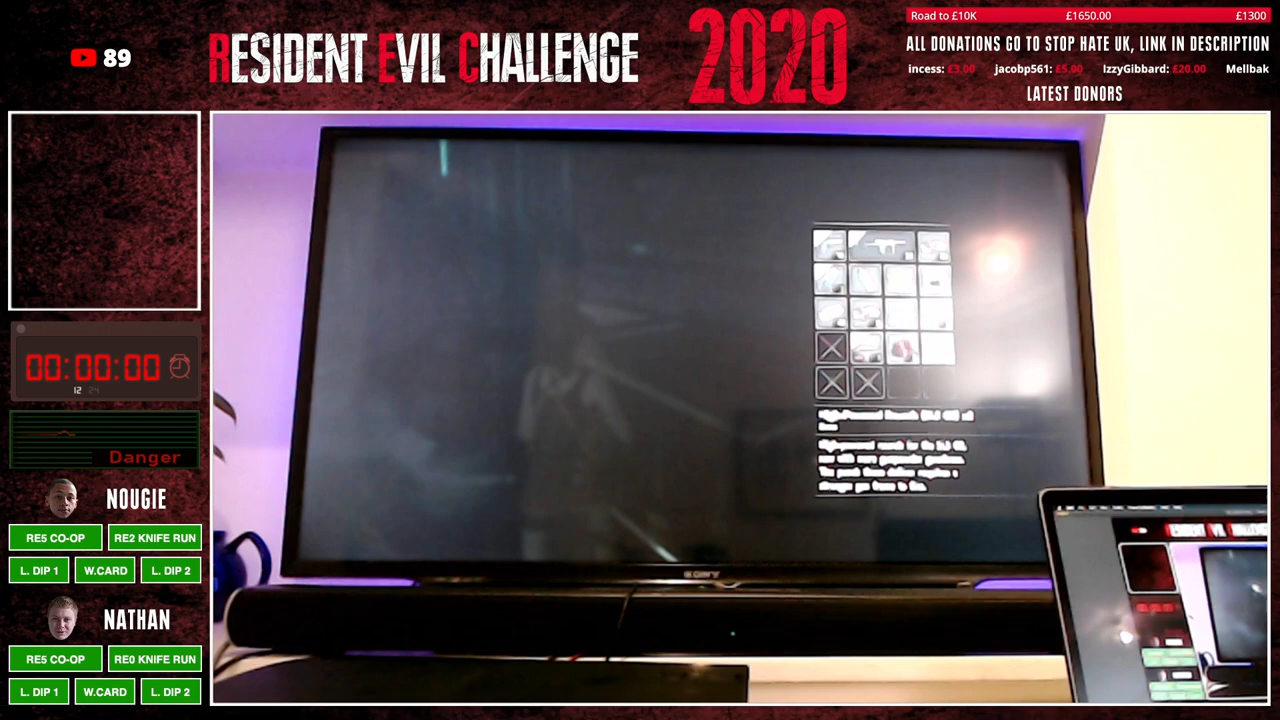 89
RESIDENT EVIL CHALLENGE
2020
Road to £10K £1650.00 £1300
ALL DONATIONS GO TO STOP HATE UK, LINK IN DESCRIPTION
incess: £3.00 jacobp561: £5.00 IzzyGibbard: £20.00 Mellbak
LATEST DONORS
00:00:00
12 24
Danger
NOUGIE
RE5 CO-OP RE2 KNIFE RUN
L. DIP 1 W.CARD L. DIP 2
NATHAN
RE5 CO-OP RE0 KNIFE RUN
L. DIP 1 W.CARD L. DIP 2
SONY